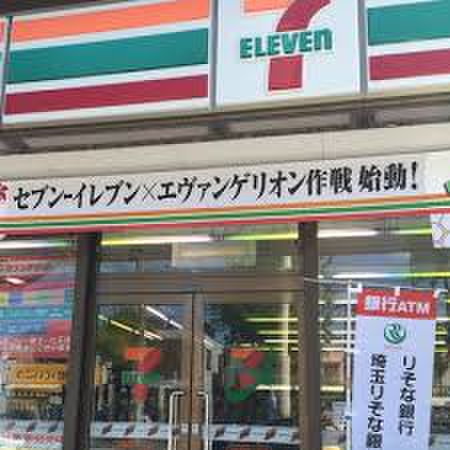 7
ELEVEN
セブン-イレブン×エヴァンゲリオン作戦 始動!
銀行ATM
りそな銀行
埼玉りそな銀